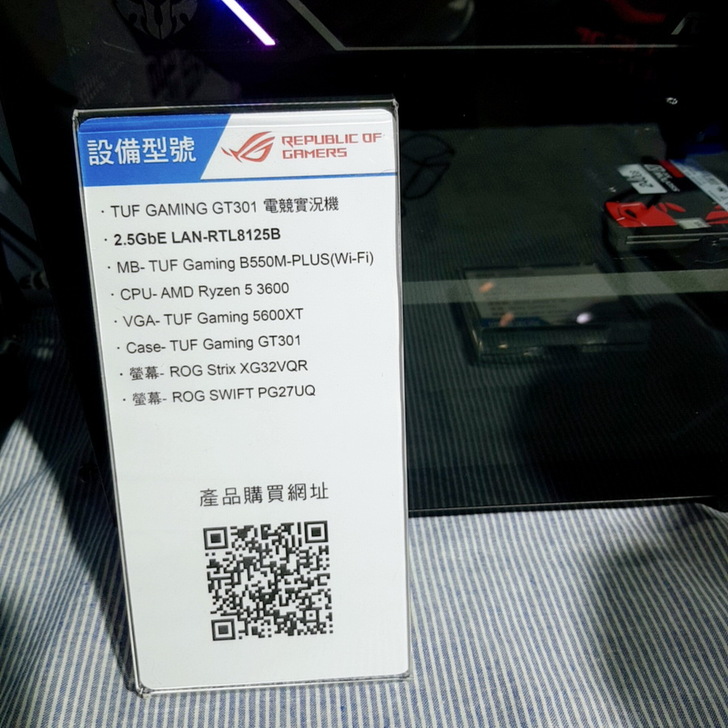 設備型號
REPUBLIC OF
GAMERS
· TUF GAMING GT301 電競實況機
· 2.5GbE LAN-RTL8125B
· MB- TUF Gaming B550M-PLUS(Wi-Fi)
· CPU- AMD Ryzen 5 3600
· VGA- TUF Gaming 5600XT
· Case- TUF Gaming GT301
· 螢幕- ROG Strix XG32VQR
· 螢幕- ROG SWIFT PG27UQ
產品購買網址